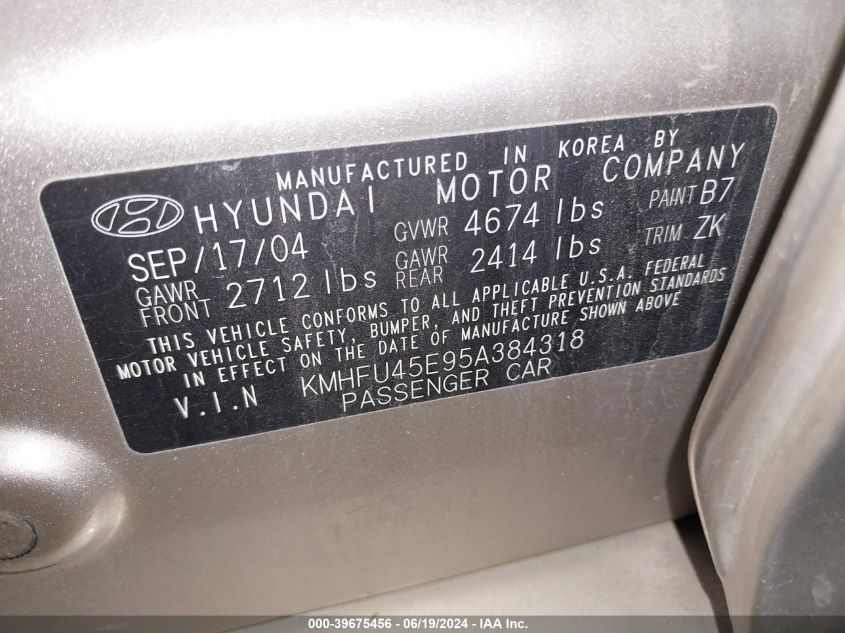 MANUFACTURED IN KOREA BY
HYUNDAI MOTOR COMPANY
SEP/17/04 GVWR 4674 lbs PAINT B7
GAWR FRONT 2712 lbs GAWR REAR 2414 lbs TRIM ZK
THIS VEHICLE CONFORMS TO ALL APPLICABLE U.S.A. FEDERAL
MOTOR VEHICLE SAFETY, BUMPER, AND THEFT PREVENTION STANDARDS
IN EFFECT ON THE DATE OF MANUFACTURE SHOWN ABOVE
V.I.N KMHFU45E95A384318
PASSENGER CAR
000-39675456 - 06/19/2024 - IAA, Inc.